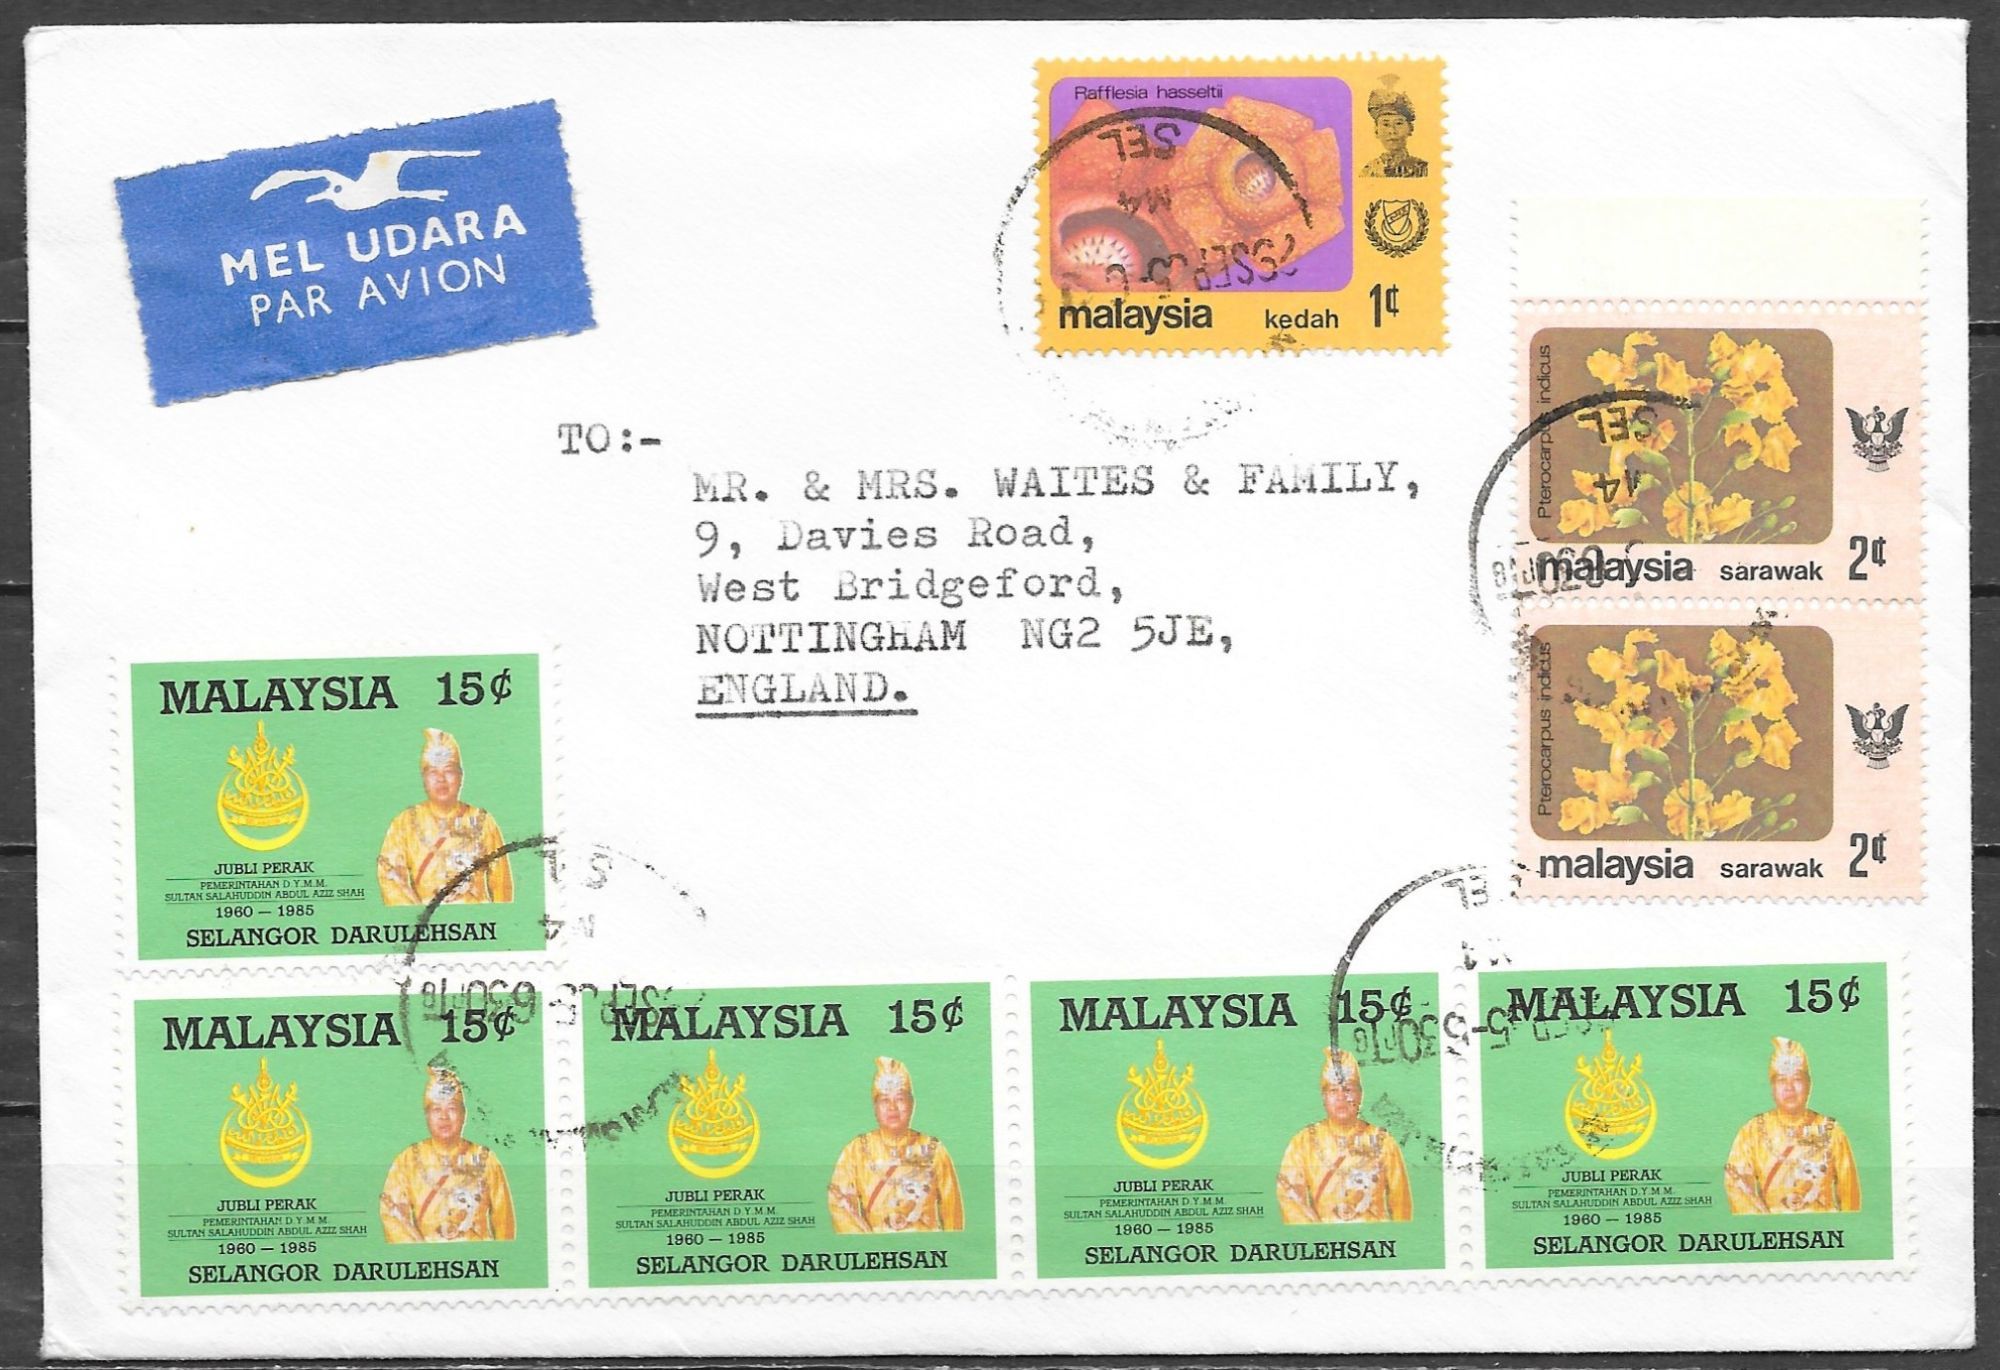 MEL UDARA
PAR AVION
Rafflesia hasseltii
malaysia kedah 1¢
SEL
M4
TO:-
MR. & MRS. WAITES & FAMILY,
9, Davies Road,
West Bridgeford,
NOTTINGHAM NG2 5JE,
ENGLAND.
Pterocarpus indicus
malaysia sarawak 2¢
SEL
14
Pterocarpus indicus
malaysia sarawak 2¢
MALAYSIA 15¢
JUBLI PERAK
PEMERINTAHAN D.Y.M.M.
SULTAN SALAHUDDIN ABDUL AZIZ SHAH
1960 – 1985
SELANGOR DARULEHSAN
M4
MALAYSIA 15¢
JUBLI PERAK
PEMERINTAHAN D.Y.M.M.
SULTAN SALAHUDDIN ABDUL AZIZ SHAH
1960 – 1985
SELANGOR DARULEHSAN
MALAYSIA 15¢
JUBLI PERAK
PEMERINTAHAN D.Y.M.M.
SULTAN SALAHUDDIN ABDUL AZIZ SHAH
1960 – 1985
SELANGOR DARULEHSAN
MALAYSIA 15¢
JUBLI PERAK
PEMERINTAHAN D.Y.M.M.
SULTAN SALAHUDDIN ABDUL AZIZ SHAH
1960 – 1985
SELANGOR DARULEHSAN
MALAYSIA 15¢
JUBLI PERAK
PEMERINTAHAN D.Y.M.M.
SULTAN SALAHUDDIN ABDUL AZIZ SHAH
1960 – 1985
SELANGOR DARULEHSAN